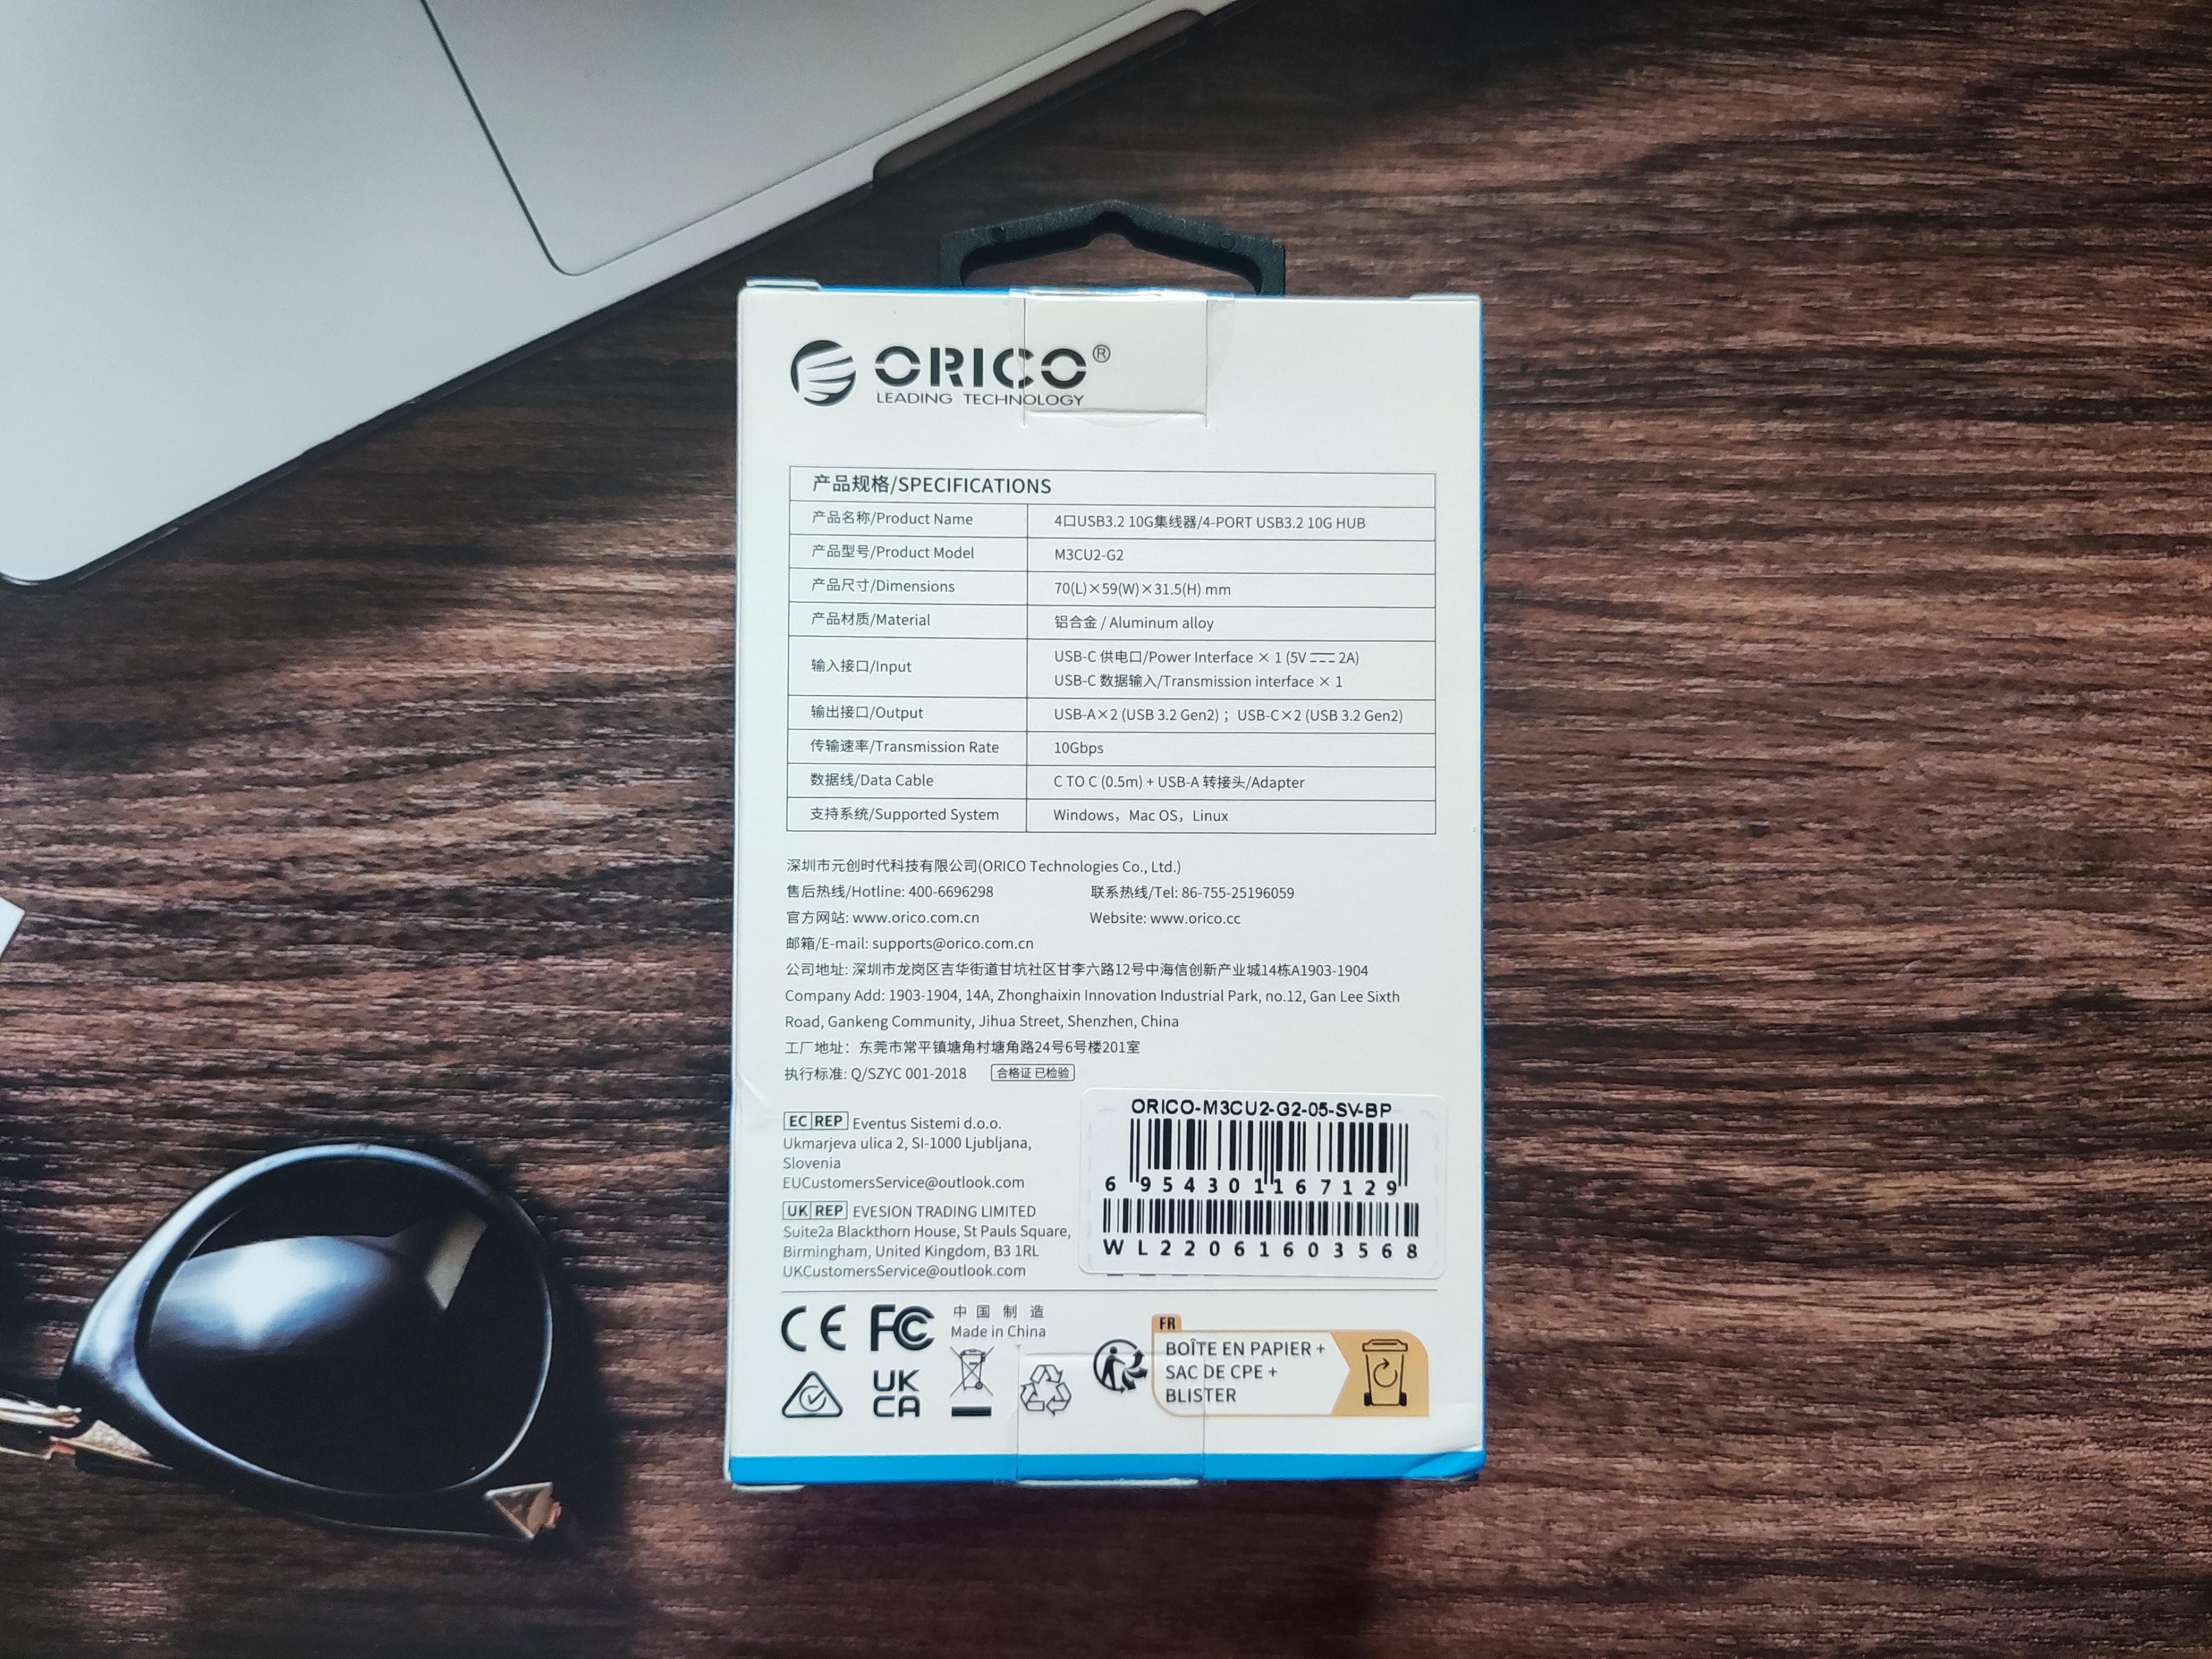 ORICO®
LEADING TECHNOLOGY
产品规格/SPECIFICATIONS
产品名称/Product Name 4口USB3.2 10G集线器/4-PORT USB3.2 10G HUB
产品型号/Product Model M3CU2-G2
产品尺寸/Dimensions 70(L)×59(W)×31.5(H) mm
产品材质/Material 铝合金 / Aluminum alloy
输入接口/Input USB-C 供电口/Power Interface × 1 (5V ⎓ 2A)
USB-C 数据输入/Transmission interface × 1
输出接口/Output USB-A×2 (USB 3.2 Gen2)；USB-C×2 (USB 3.2 Gen2)
传输速率/Transmission Rate 10Gbps
数据线/Data Cable C TO C (0.5m) + USB-A 转接头/Adapter
支持系统/Supported System Windows，Mac OS，Linux
深圳市元创时代科技有限公司(ORICO Technologies Co., Ltd.)
售后热线/Hotline: 400-6696298 联系热线/Tel: 86-755-25196059
官方网站: www.orico.com.cn Website: www.orico.cc
邮箱/E-mail: supports@orico.com.cn
公司地址: 深圳市龙岗区吉华街道甘坑社区甘李六路12号中海信创新产业城14栋A1903-1904
Company Add: 1903-1904, 14A, Zhonghaixin Innovation Industrial Park, no.12, Gan Lee Sixth
Road, Gankeng Community, Jihua Street, Shenzhen, China
工厂地址：东莞市常平镇塘角村塘角路24号6号楼201室
执行标准: Q/SZYC 001-2018 合格证 已检验
EC REP Eventus Sistemi d.o.o.
Ukmarjeva ulica 2, SI-1000 Ljubljana,
Slovenia
EUCustomersService@outlook.com
UK REP EVESION TRADING LIMITED
Suite2a Blackthorn House, St Pauls Square,
Birmingham, United Kingdom, B3 1RL
UKCustomersService@outlook.com
ORICO-M3CU2-G2-05-SV-BP
6 954301 167129
WL22061603568
CE FC
中国制造
Made in China
UK
CA
FR
BOÎTE EN PAPIER +
SAC DE CPE +
BLISTER